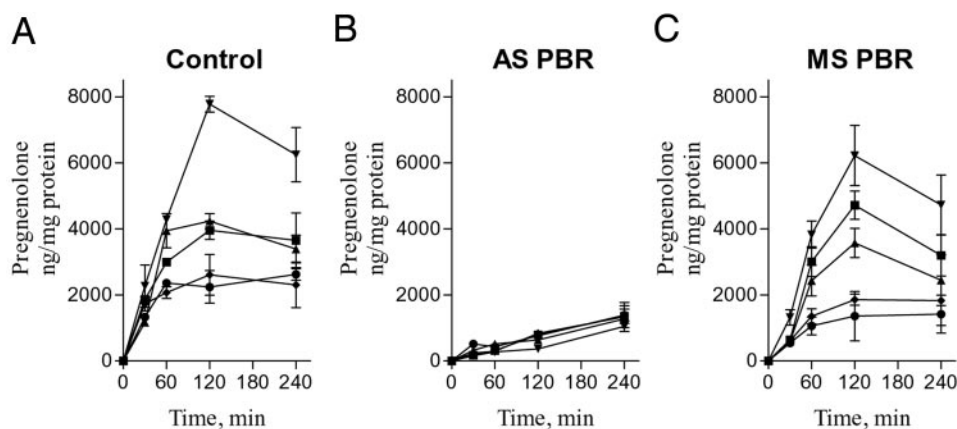 A
Control
Pregnenolone
ng/mg protein
8000
6000
4000
2000
0
0 60 120 180 240
Time, min
B
AS PBR
Pregnenolone
ng/mg protein
8000
6000
4000
2000
0
0 60 120 180 240
Time, min
C
MS PBR
Pregnenolone
ng/mg protein
8000
6000
4000
2000
0
0 60 120 180 240
Time, min